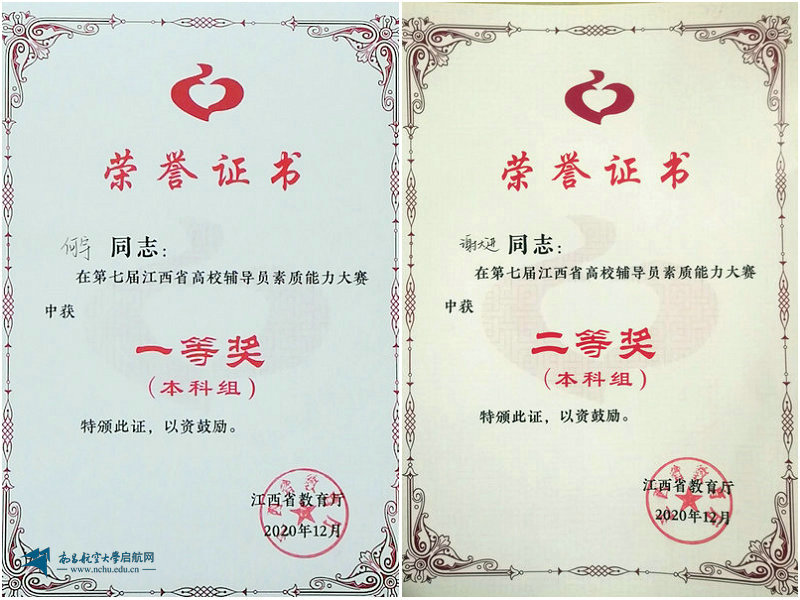 荣誉证书
何宇 同志：
在第七届江西省高校辅导员素质能力大赛
中获
一等奖
（本科组）
特颁此证，以资鼓励。
江西省教育厅
2020年12月
南昌航空大学启航网
www.nchu.edu.cn
荣誉证书
同志：
在第七届江西省高校辅导员素质能力大赛
中获
二等奖
（本科组）
特颁此证，以资鼓励。
江西省教育厅
2020年12月